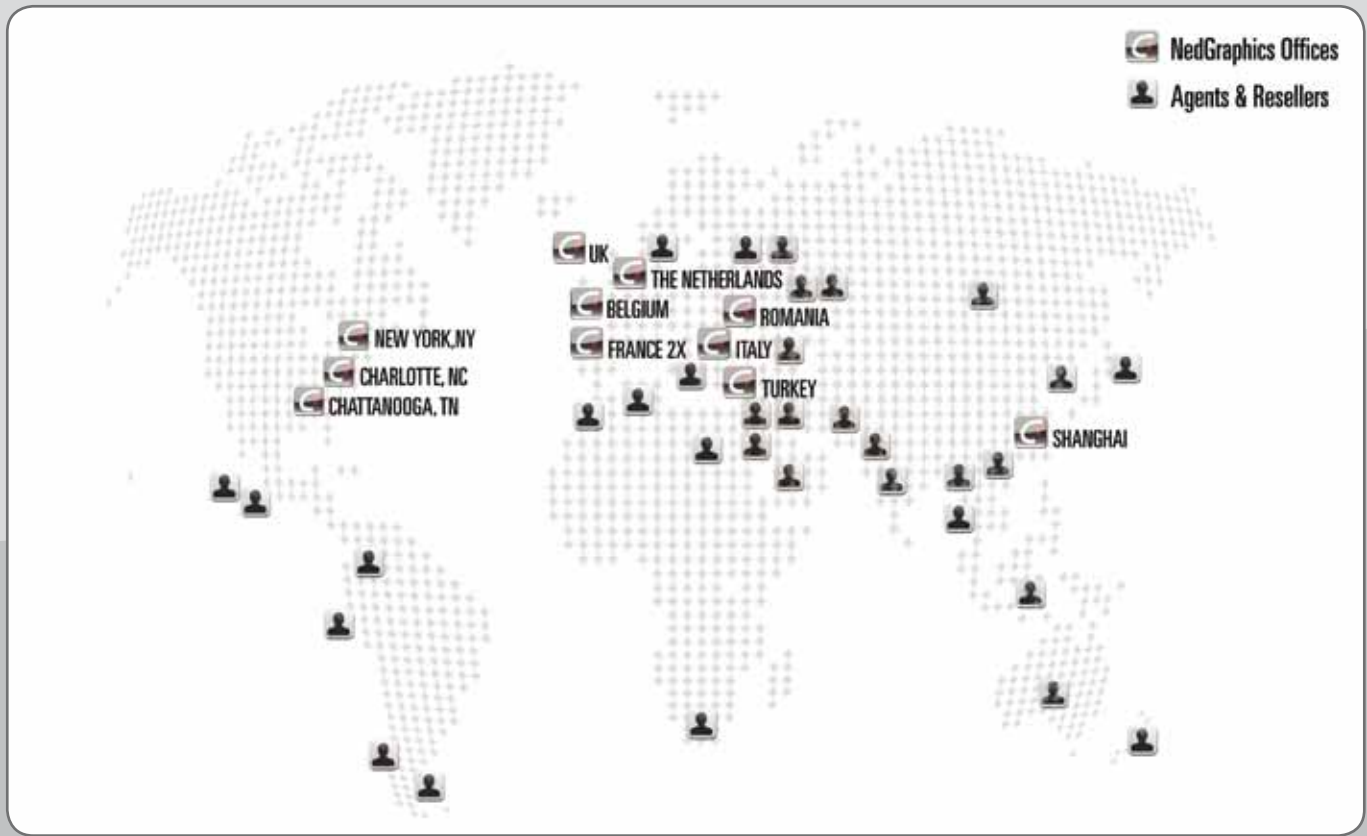 NedGraphics Offices
Agents & Resellers
UK
THE NETHERLANDS
BELGIUM
ROMANIA
NEW YORK,NY
FRANCE 2X
ITALY
CHARLOTTE, NC
TURKEY
CHATTANOOGA, TN
SHANGHAI